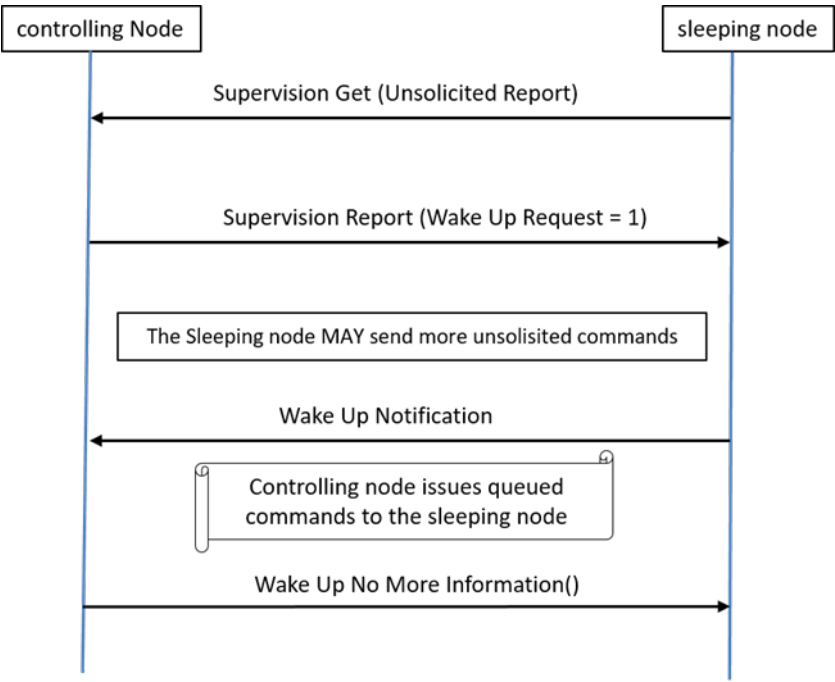 controlling Node
sleeping node
Supervision Get (Unsolicited Report)
Supervision Report (Wake Up Request = 1)
The Sleeping node MAY send more unsolisited commands
Wake Up Notification
Controlling node issues queued
commands to the sleeping node
Wake Up No More Information()